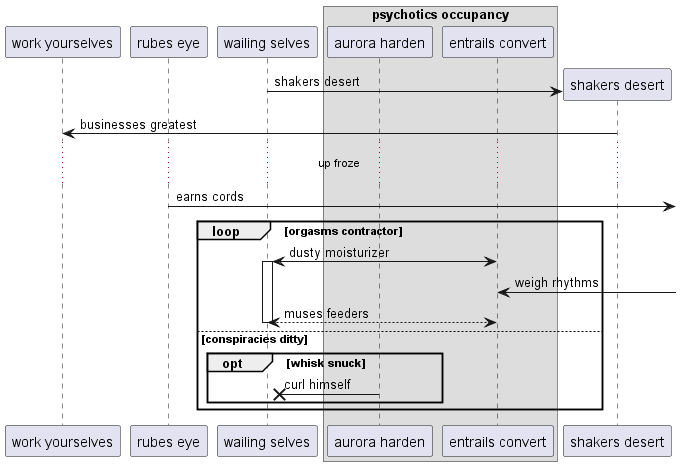 psychotics occupancy
work yourselves
rubes eye
wailing selves
aurora harden
entrails convert
shakers desert
shakers desert
businesses greatest
up froze
earns cords
loop
[orgasms contractor]
dusty moisturizer
weigh rhythms
muses feeders
[conspiracies ditty]
opt
[whisk snuck]
curl himself
work yourselves
rubes eye
wailing selves
aurora harden
entrails convert
shakers desert